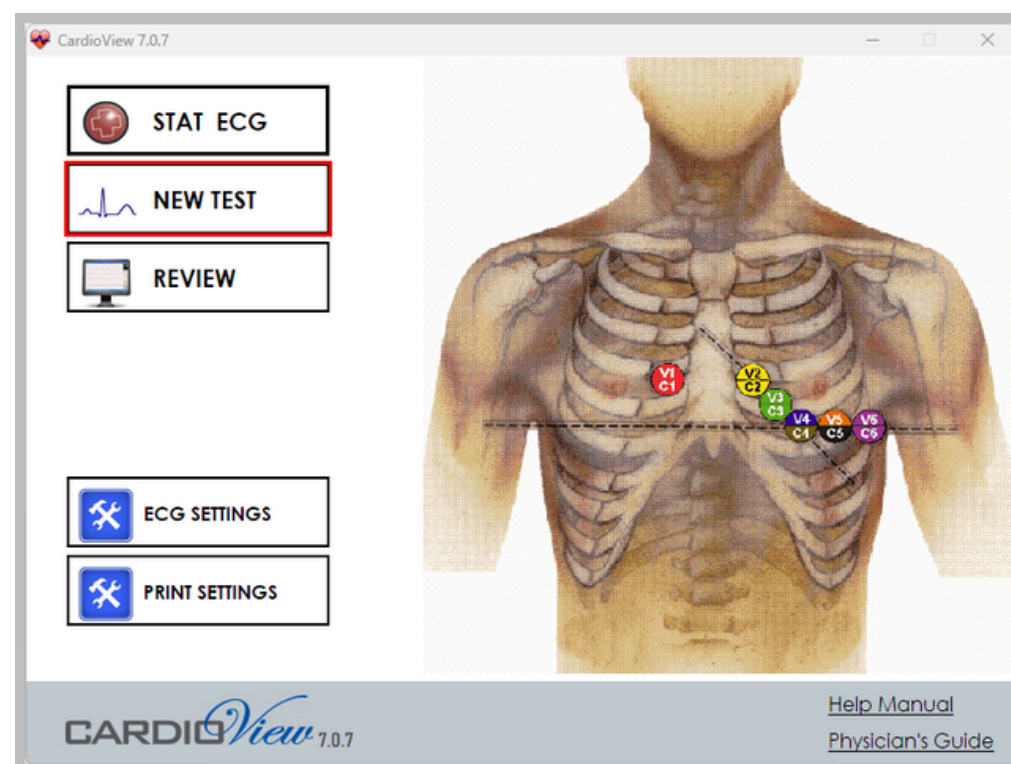 CardioView 7.0.7
STAT ECG
NEW TEST
REVIEW
V1
C1
V2
C2
V3
C3
V4
C4
V5
C5
V6
C6
ECG SETTINGS
PRINT SETTINGS
CARDIOView 7.0.7
Help Manual
Physician's Guide